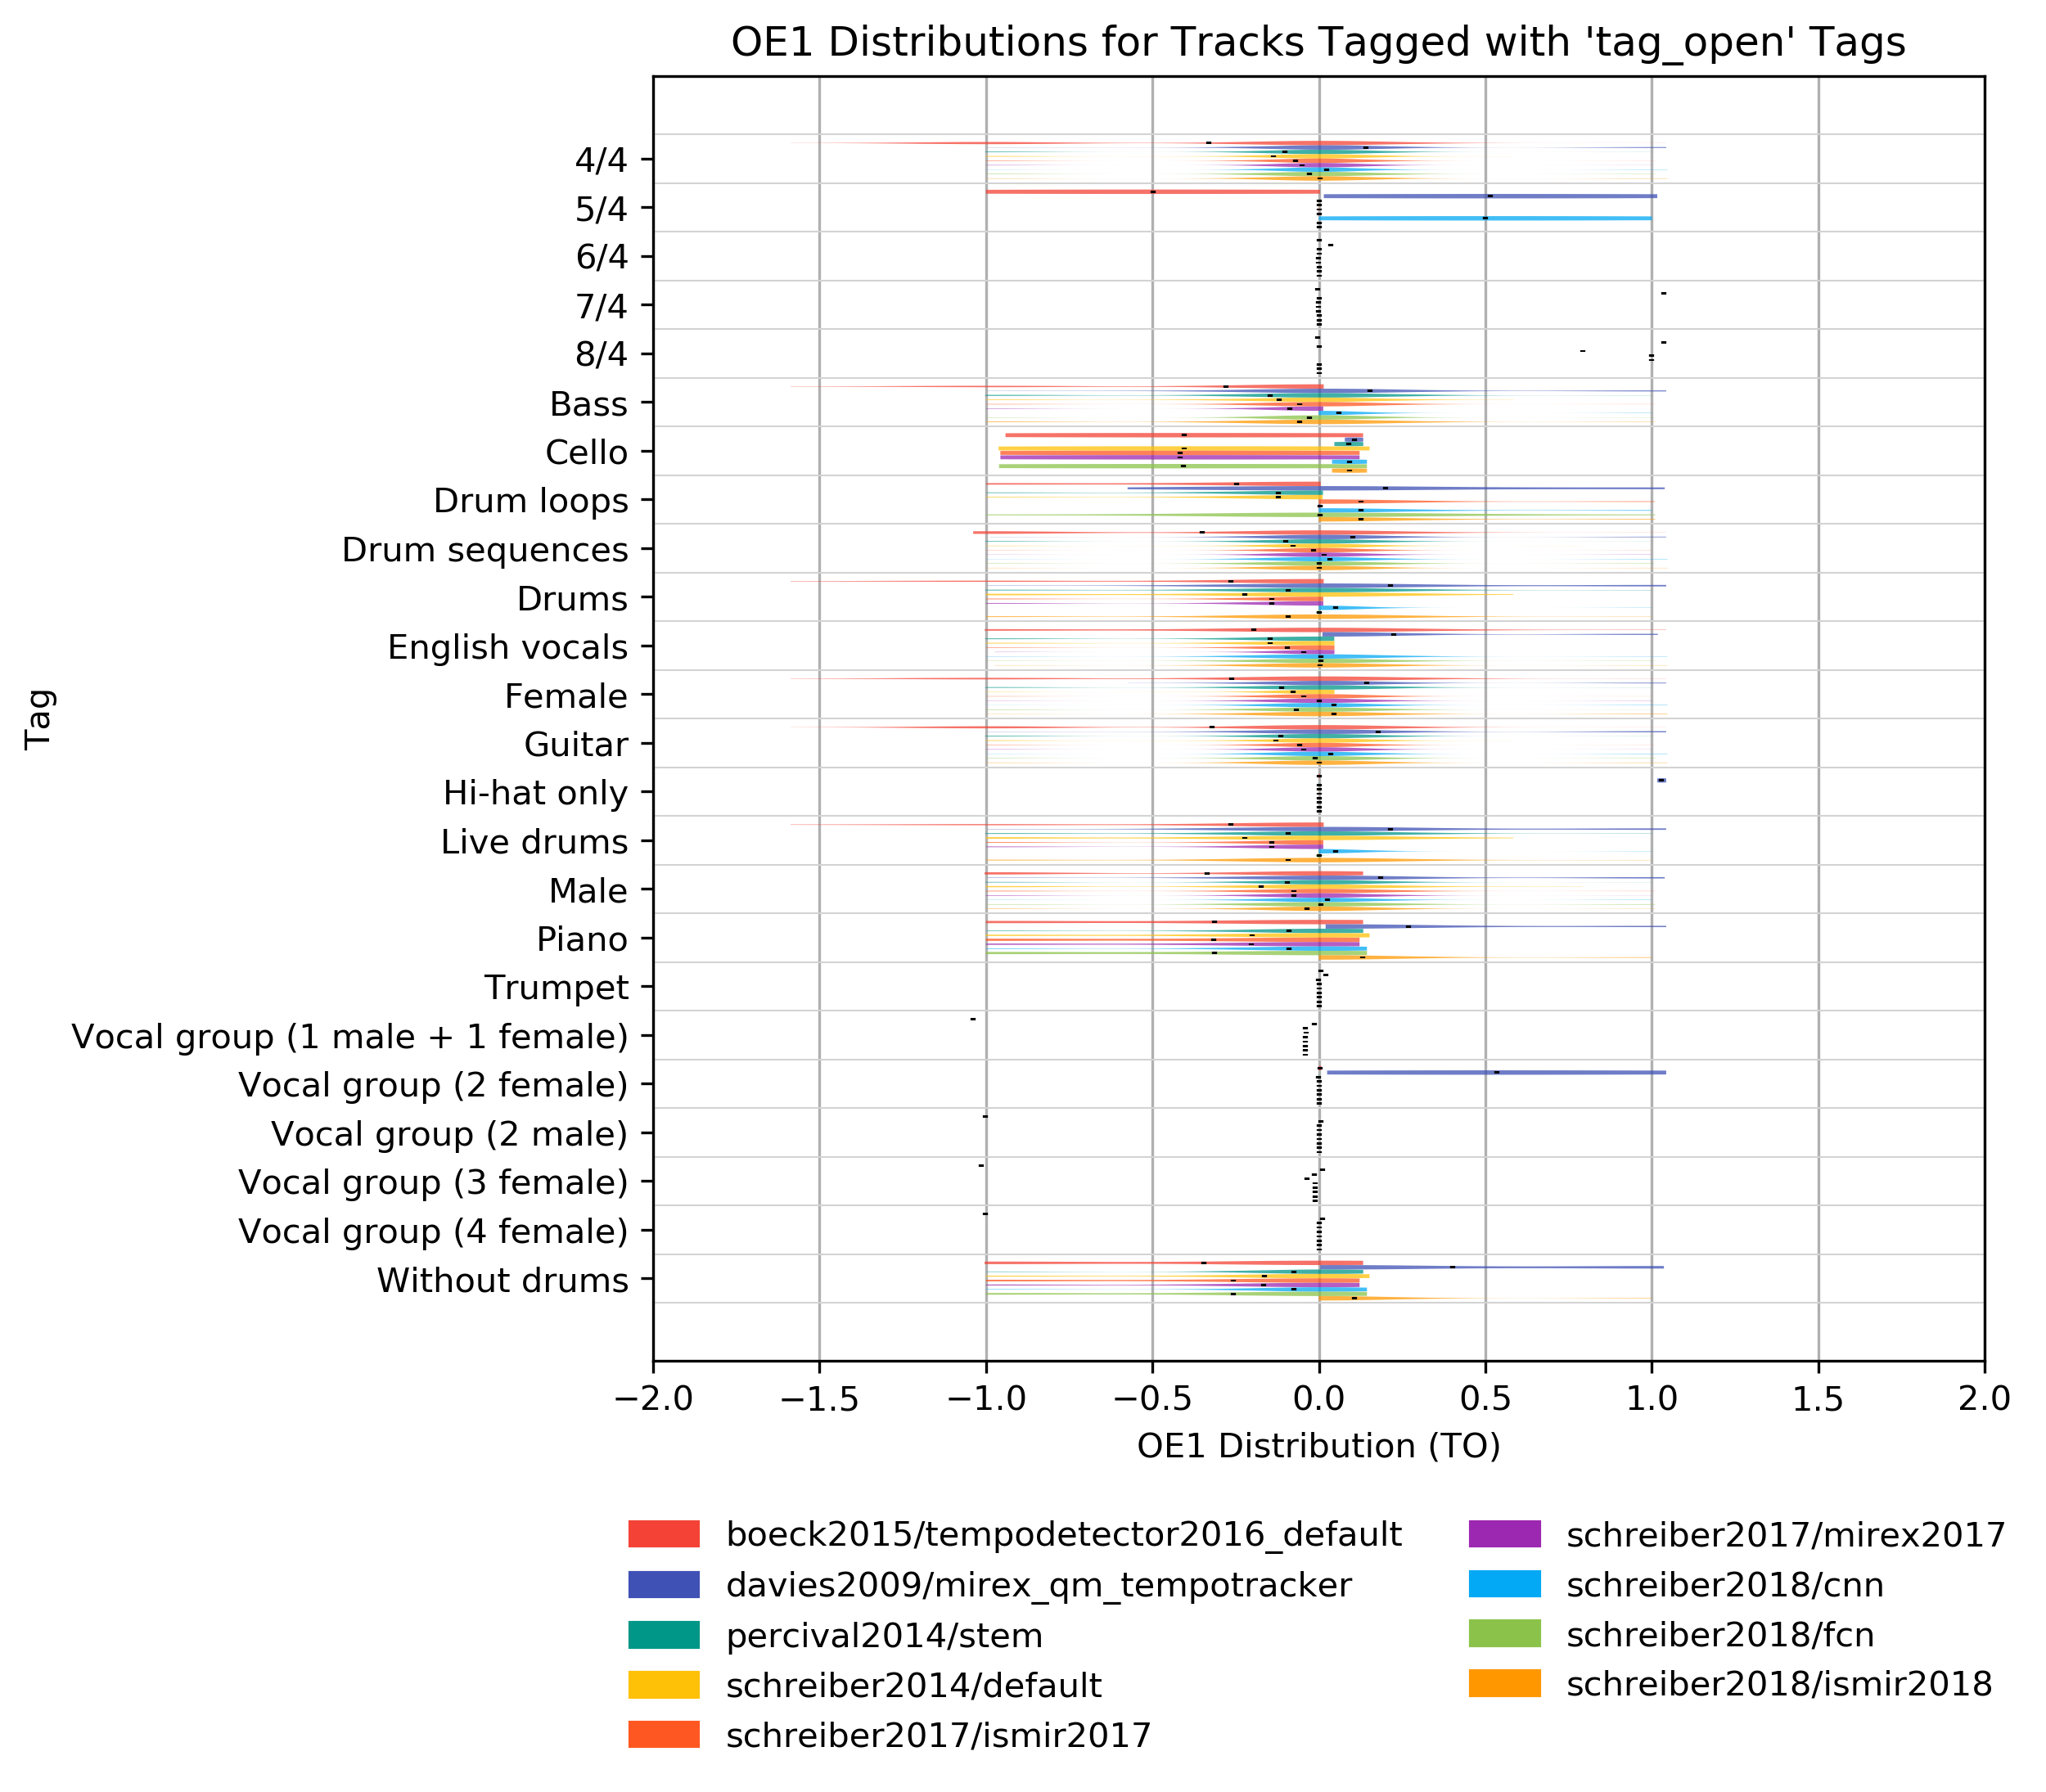 OE1 Distributions for Tracks Tagged with 'tag_open' Tags
Tag
4/4
5/4
6/4
7/4
8/4
Bass
Cello
Drum loops
Drum sequences
Drums
English vocals
Female
Guitar
Hi-hat only
Live drums
Male
Piano
Trumpet
Vocal group (1 male + 1 female)
Vocal group (2 female)
Vocal group (2 male)
Vocal group (3 female)
Vocal group (4 female)
Without drums
−2.0 −1.5 −1.0 −0.5 0.0 0.5 1.0 1.5 2.0
OE1 Distribution (TO)
boeck2015/tempodetector2016_default
davies2009/mirex_qm_tempotracker
percival2014/stem
schreiber2014/default
schreiber2017/ismir2017
schreiber2017/mirex2017
schreiber2018/cnn
schreiber2018/fcn
schreiber2018/ismir2018